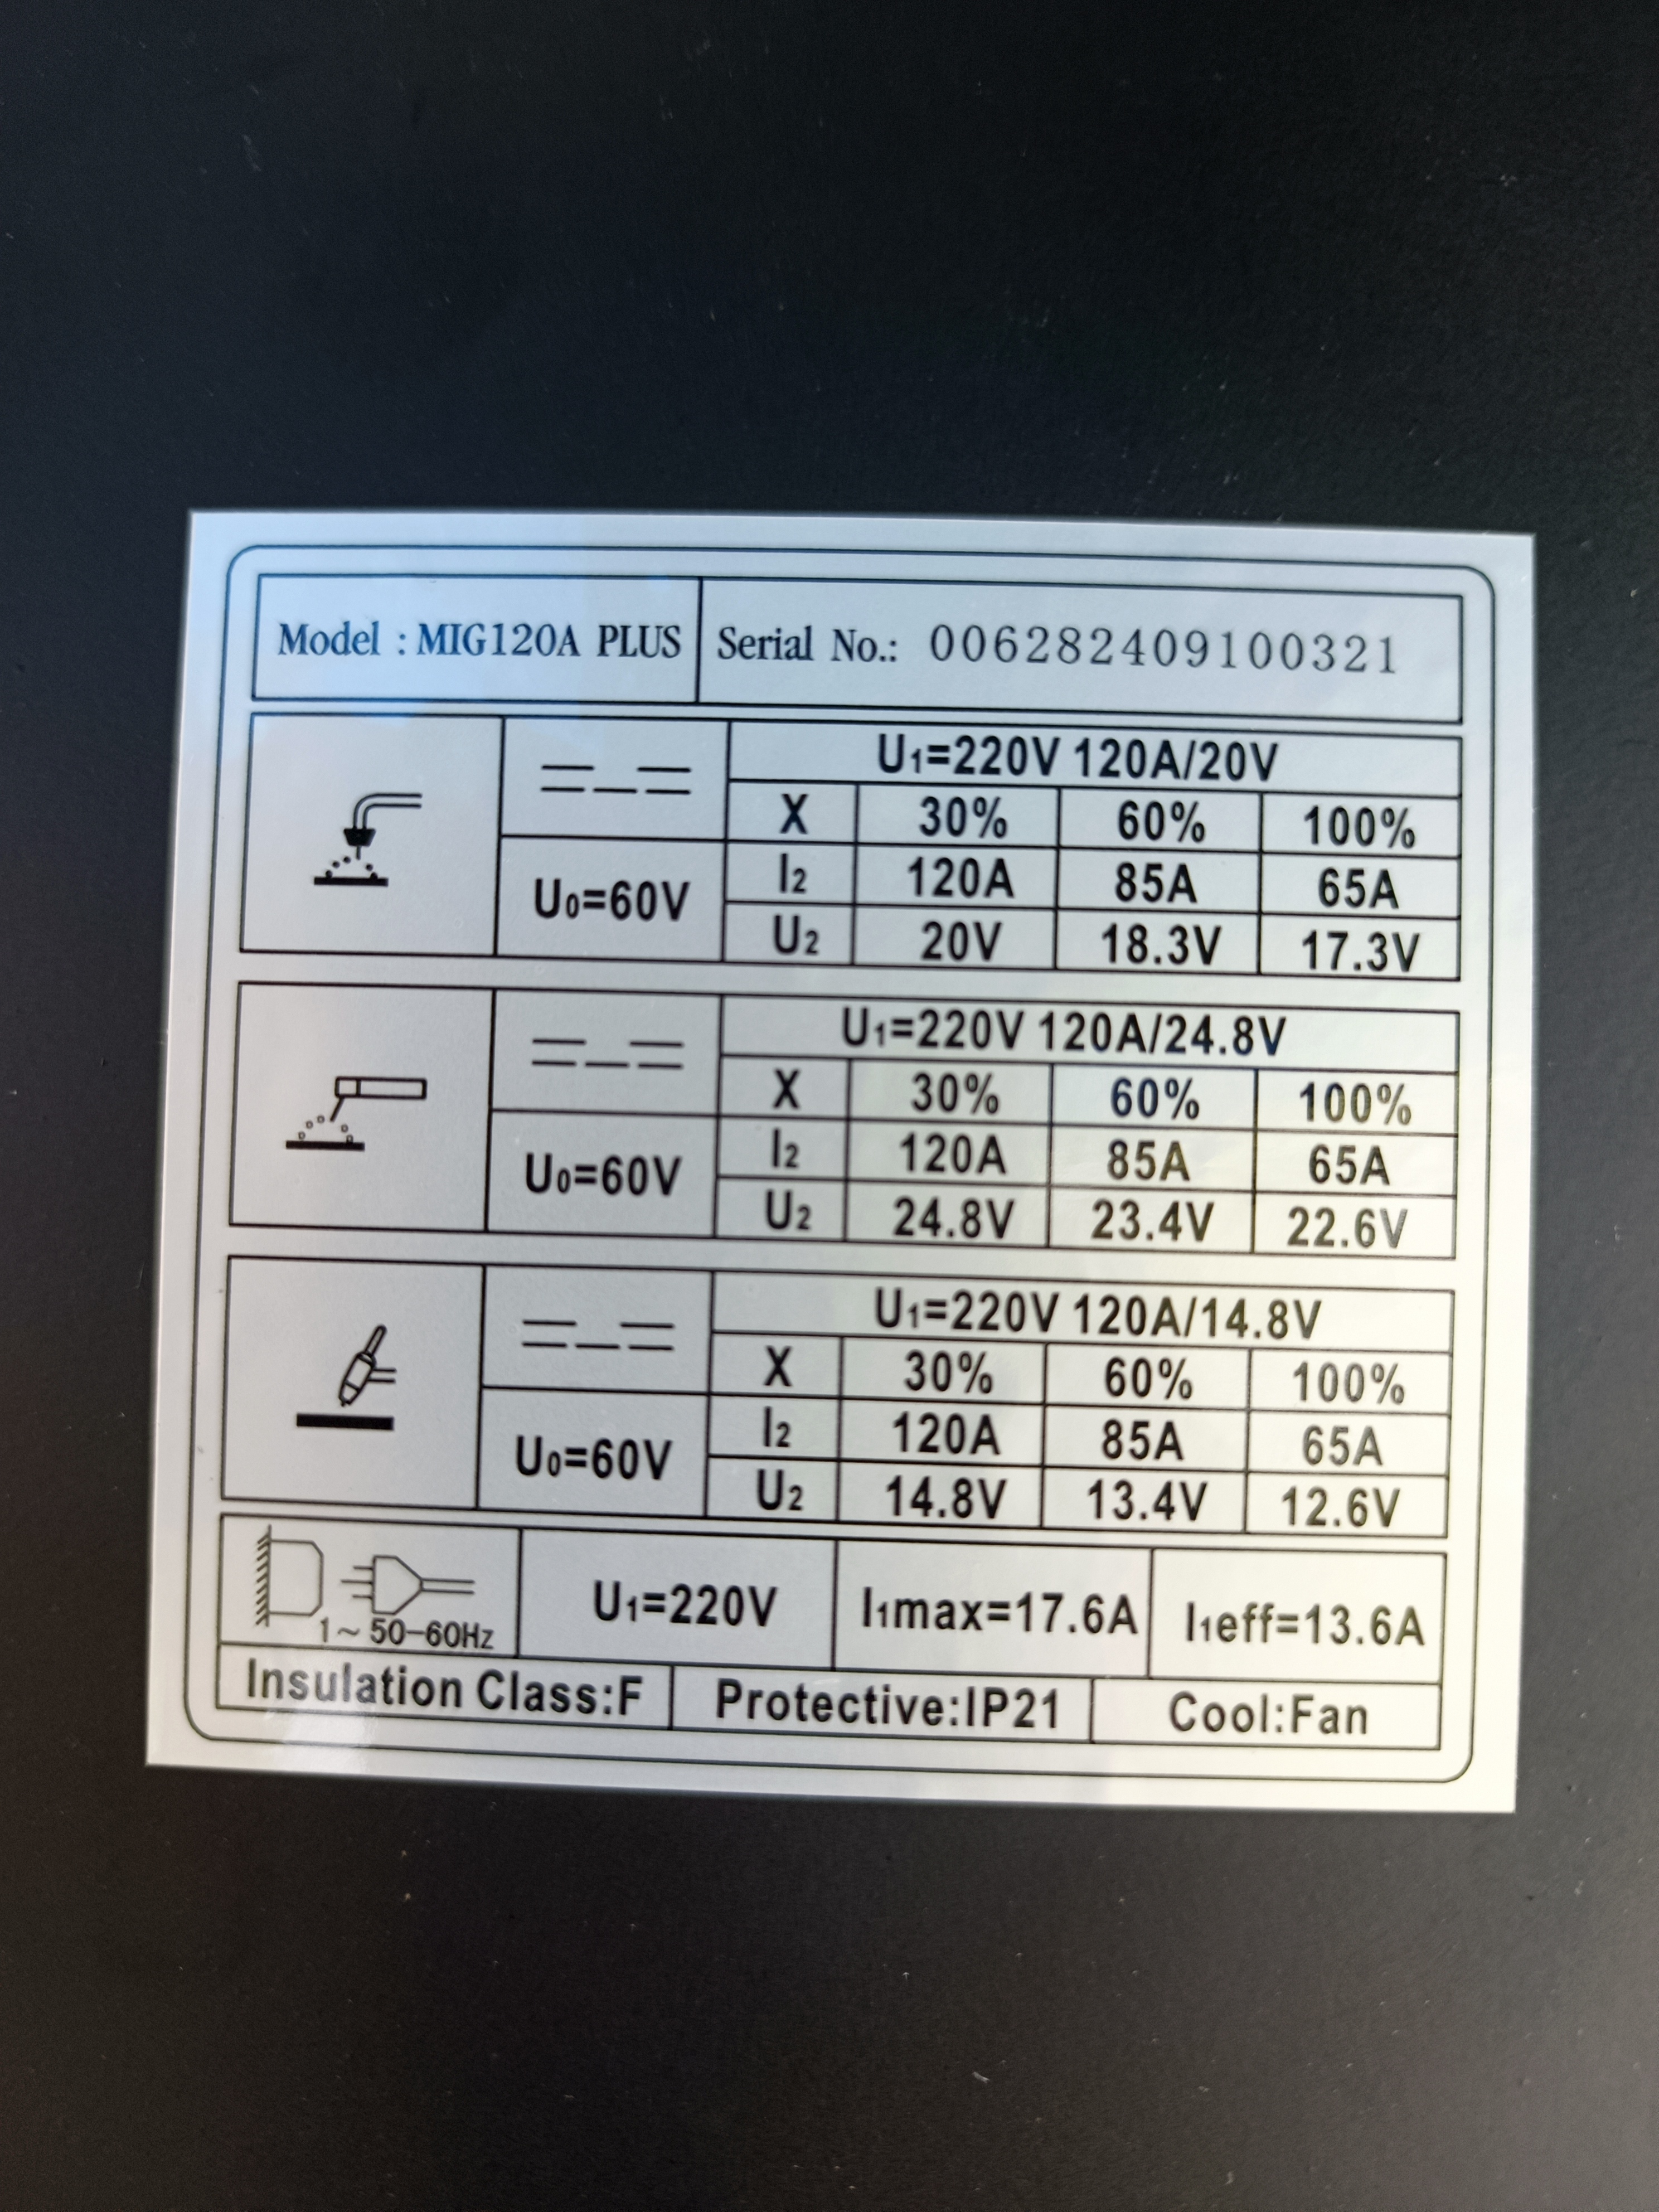 Model : MIG120A PLUS Serial No.: 006282409100321
U₁=220V 120A/20V
X 30% 60% 100%
U₀=60V I₂ 120A 85A 65A
U₂ 20V 18.3V 17.3V
U₁=220V 120A/24.8V
X 30% 60% 100%
U₀=60V I₂ 120A 85A 65A
U₂ 24.8V 23.4V 22.6V
U₁=220V 120A/14.8V
X 30% 60% 100%
U₀=60V I₂ 120A 85A 65A
U₂ 14.8V 13.4V 12.6V
1~ 50-60Hz U₁=220V I₁max=17.6A I₁eff=13.6A
Insulation Class:F Protective:IP21 Cool:Fan